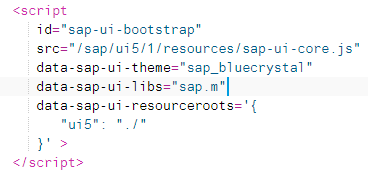 <script
id="sap-ui-bootstrap"
src="/sap/ui5/1/resources/sap-ui-core.js"
data-sap-ui-theme="sap_bluecrystal"
data-sap-ui-libs="sap.m"
data-sap-ui-resourceroots='{
"ui5": "./"
}' >
</script>